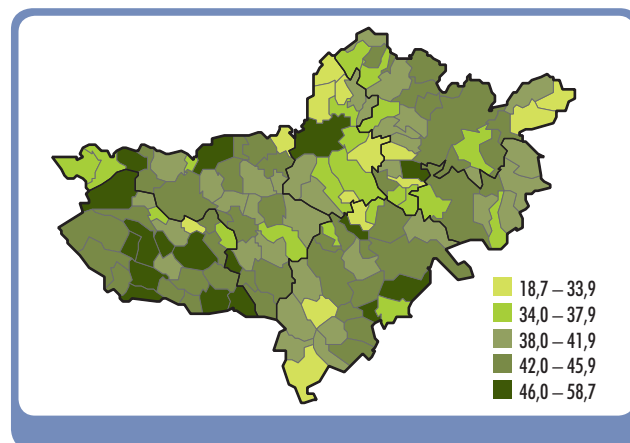 18,7 – 33,9
34,0 – 37,9
38,0 – 41,9
42,0 – 45,9
46,0 – 58,7